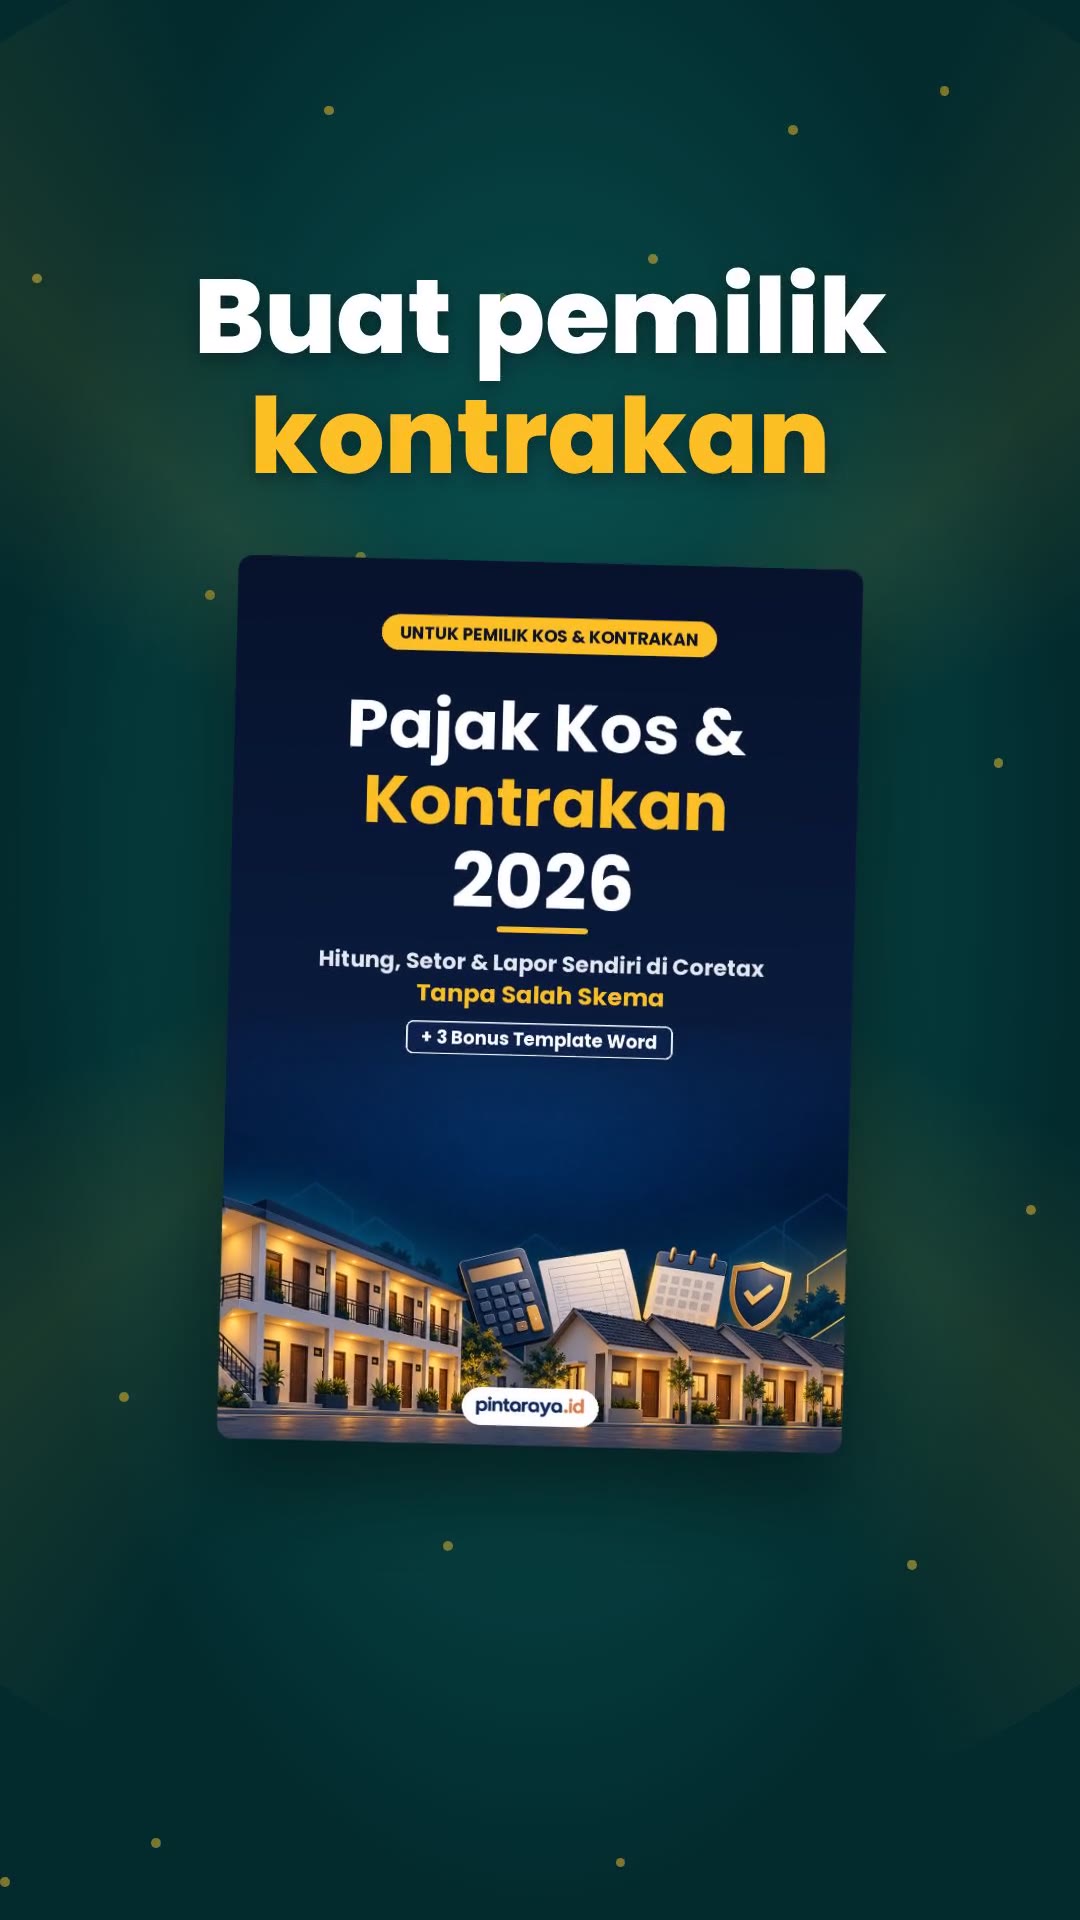 Buat pemilik
kontrakan
UNTUK PEMILIK KOS & KONTRAKAN
Pajak Kos &
Kontrakan
2026
Hitung, Setor & Lapor Sendiri di Coretax
Tanpa Salah Skema
+ 3 Bonus Template Word
pintaraya.id